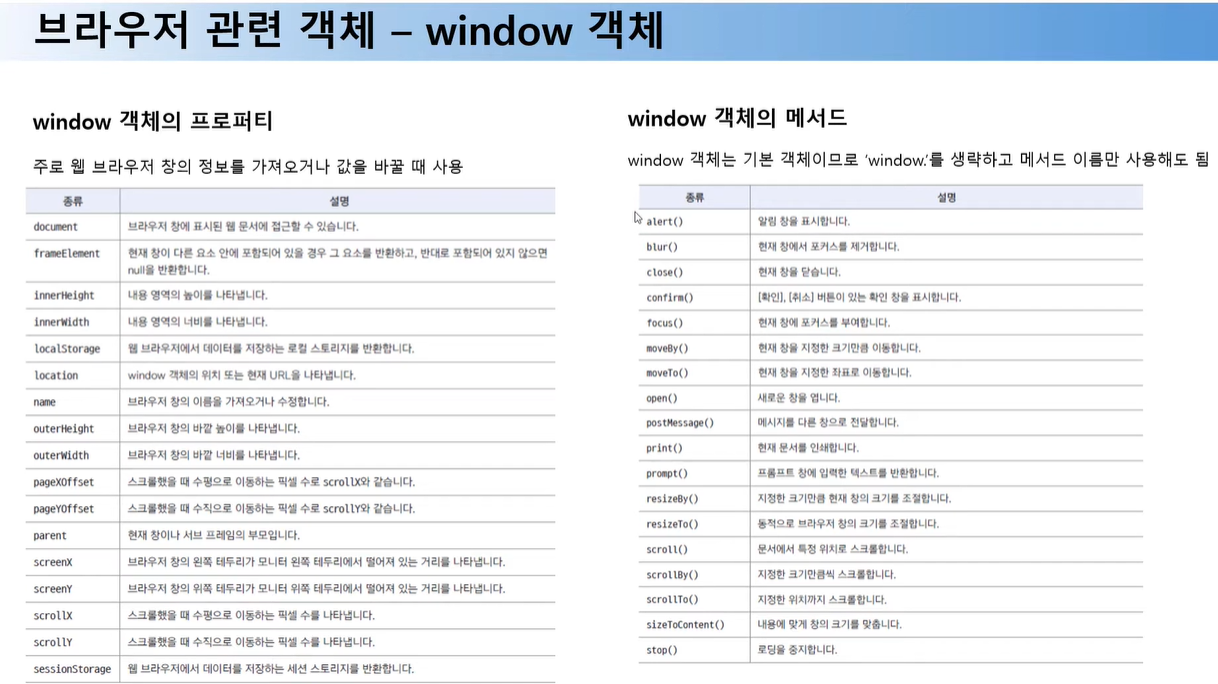 브라우저 관련 객체 – window 객체
window 객체의 프로퍼티
주로 웹 브라우저 창의 정보를 가져오거나 값을 바꿀 때 사용
종류 설명
document 브라우저 창에 표시된 웹 문서에 접근할 수 있습니다.
frameElement 현재 창이 다른 요소 안에 포함되어 있을 경우 그 요소를 반환하고, 반대로 포함되어 있지 않으면
null을 반환합니다.
innerHeight 내용 영역의 높이를 나타냅니다.
innerWidth 내용 영역의 너비를 나타냅니다.
localStorage 웹 브라우저에서 데이터를 저장하는 로컬 스토리지를 반환합니다.
location window 객체의 위치 또는 현재 URL을 나타냅니다.
name 브라우저 창의 이름을 가져오거나 수정합니다.
outerHeight 브라우저 창의 바깥 높이를 나타냅니다.
outerWidth 브라우저 창의 바깥 너비를 나타냅니다.
pageXOffset 스크롤했을 때 수평으로 이동하는 픽셀 수로 scrollX와 같습니다.
pageYOffset 스크롤했을 때 수직으로 이동하는 픽셀 수로 scrollY와 같습니다.
parent 현재 창이나 서브 프레임의 부모입니다.
screenX 브라우저 창의 왼쪽 테두리가 모니터 왼쪽 테두리에서 떨어져 있는 거리를 나타냅니다.
screenY 브라우저 창의 위쪽 테두리가 모니터 위쪽 테두리에서 떨어져 있는 거리를 나타냅니다.
scrollX 스크롤했을 때 수평으로 이동하는 픽셀 수를 나타냅니다.
scrollY 스크롤했을 때 수직으로 이동하는 픽셀 수를 나타냅니다.
sessionStorage 웹 브라우저에서 데이터를 저장하는 세션 스토리지를 반환합니다.
window 객체의 메서드
window 객체는 기본 객체이므로 ‘window.’를 생략하고 메서드 이름만 사용해도 됨
종류 설명
alert() 알림 창을 표시합니다.
blur() 현재 창에서 포커스를 제거합니다.
close() 현재 창을 닫습니다.
confirm() [확인], [취소] 버튼이 있는 확인 창을 표시합니다.
focus() 현재 창에 포커스를 부여합니다.
moveBy() 현재 창을 지정한 크기만큼 이동합니다.
moveTo() 현재 창을 지정한 좌표로 이동합니다.
open() 새로운 창을 엽니다.
postMessage() 메시지를 다른 창으로 전달합니다.
print() 현재 문서를 인쇄합니다.
prompt() 프롬프트 창에 입력한 텍스트를 반환합니다.
resizeBy() 지정한 크기만큼 현재 창의 크기를 조절합니다.
resizeTo() 동적으로 브라우저 창의 크기를 조절합니다.
scroll() 문서에서 특정 위치로 스크롤합니다.
scrollBy() 지정한 크기만큼씩 스크롤합니다.
scrollTo() 지정한 위치까지 스크롤합니다.
sizeToContent() 내용에 맞게 창의 크기를 맞춥니다.
stop() 로딩을 중지합니다.